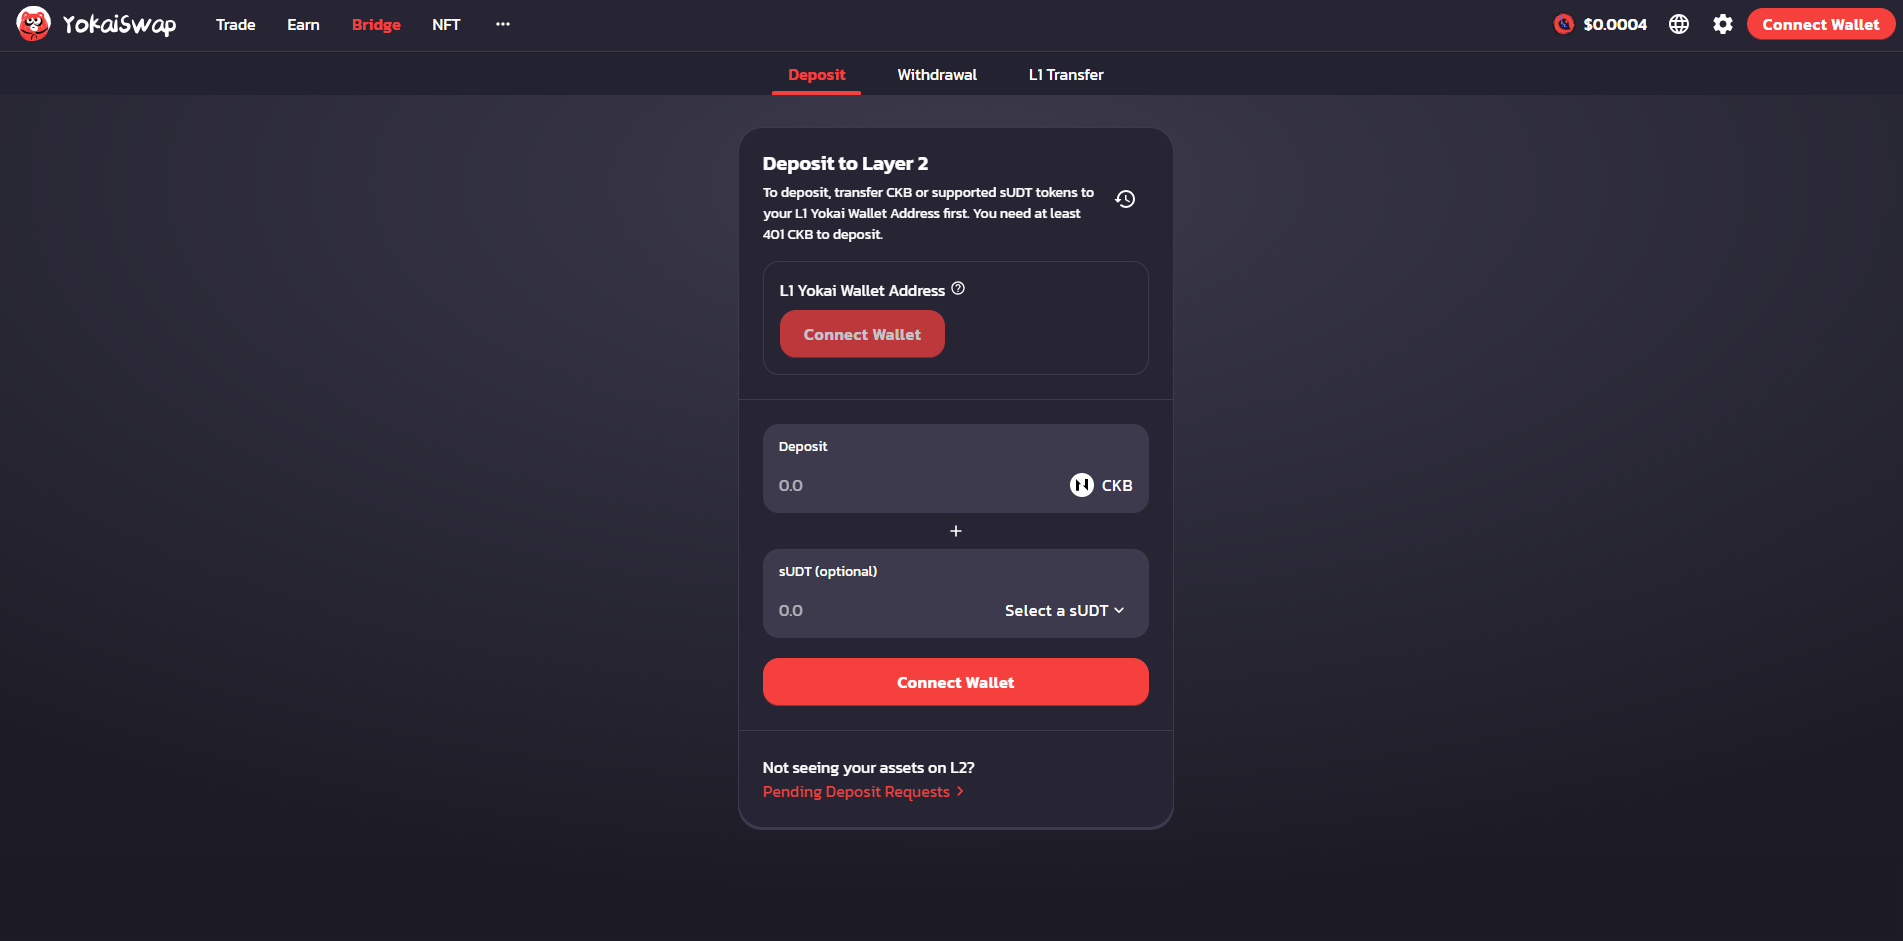 YokaiSwap
Trade
Earn
Bridge
NFT
$0.0004
Connect Wallet
Deposit
Withdrawal
L1 Transfer
Deposit to Layer 2
To deposit, transfer CKB or supported sUDT tokens to
your L1 Yokai Wallet Address first. You need at least
401 CKB to deposit.
L1 Yokai Wallet Address
Connect Wallet
Deposit
0.0
CKB
+
sUDT (optional)
0.0
Select a sUDT
Connect Wallet
Not seeing your assets on L2?
Pending Deposit Requests